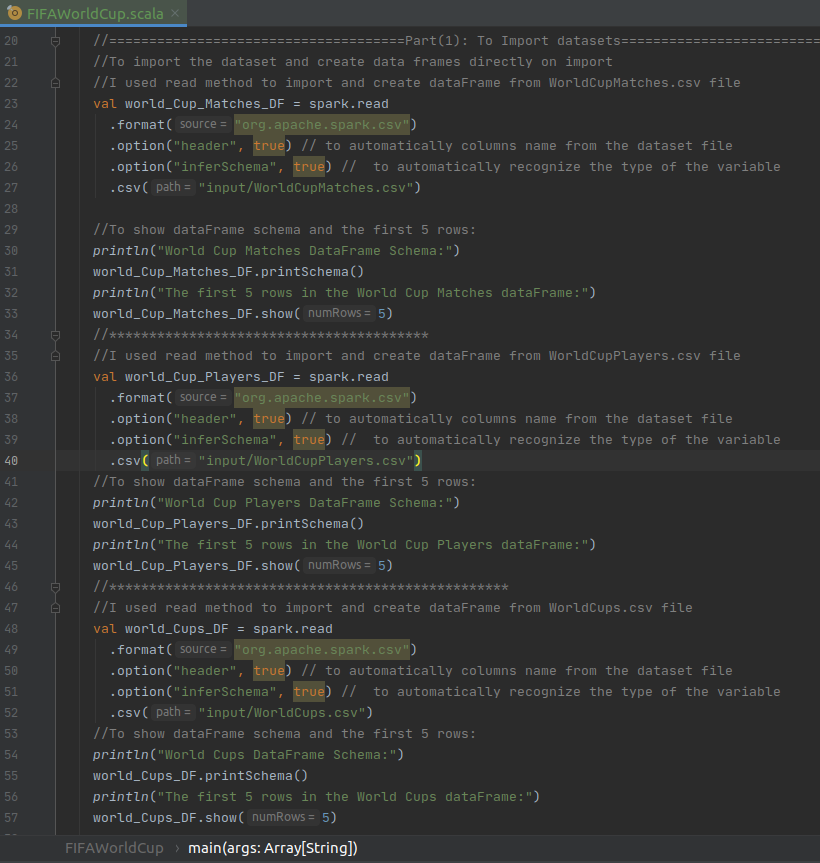 FIFAWorldCup.scala ×
20 //=====================================Part(1): To Import datasets=========================
21 //To import the dataset and create data frames directly on import
22 //I used read method to import and create dataFrame from WorldCupMatches.csv file
23 val world_Cup_Matches_DF = spark.read
24 .format( source = "org.apache.spark.csv")
25 .option("header", true) // to automatically columns name from the dataset file
26 .option("inferSchema", true) //  to automatically recognize the type of the variable
27 .csv( path = "input/WorldCupMatches.csv")
28
29 //To show dataFrame schema and the first 5 rows:
30 println("World Cup Matches DataFrame Schema:")
31 world_Cup_Matches_DF.printSchema()
32 println("The first 5 rows in the World Cup Matches dataFrame:")
33 world_Cup_Matches_DF.show( numRows = 5)
34 //****************************************
35 //I used read method to import and create dataFrame from WorldCupPlayers.csv file
36 val world_Cup_Players_DF = spark.read
37 .format( source = "org.apache.spark.csv")
38 .option("header", true) // to automatically columns name from the dataset file
39 .option("inferSchema", true) //  to automatically recognize the type of the variable
40 .csv( path = "input/WorldCupPlayers.csv")
41 //To show dataFrame schema and the first 5 rows:
42 println("World Cup Players DataFrame Schema:")
43 world_Cup_Players_DF.printSchema()
44 println("The first 5 rows in the World Cup Players dataFrame:")
45 world_Cup_Players_DF.show( numRows = 5)
46 //**************************************************
47 //I used read method to import and create dataFrame from WorldCups.csv file
48 val world_Cups_DF = spark.read
49 .format( source = "org.apache.spark.csv")
50 .option("header", true) // to automatically columns name from the dataset file
51 .option("inferSchema", true) //  to automatically recognize the type of the variable
52 .csv( path = "input/WorldCups.csv")
53 //To show dataFrame schema and the first 5 rows:
54 println("World Cups DataFrame Schema:")
55 world_Cups_DF.printSchema()
56 println("The first 5 rows in the World Cups dataFrame:")
57 world_Cups_DF.show( numRows = 5)
FIFAWorldCup › main(args: Array[String])